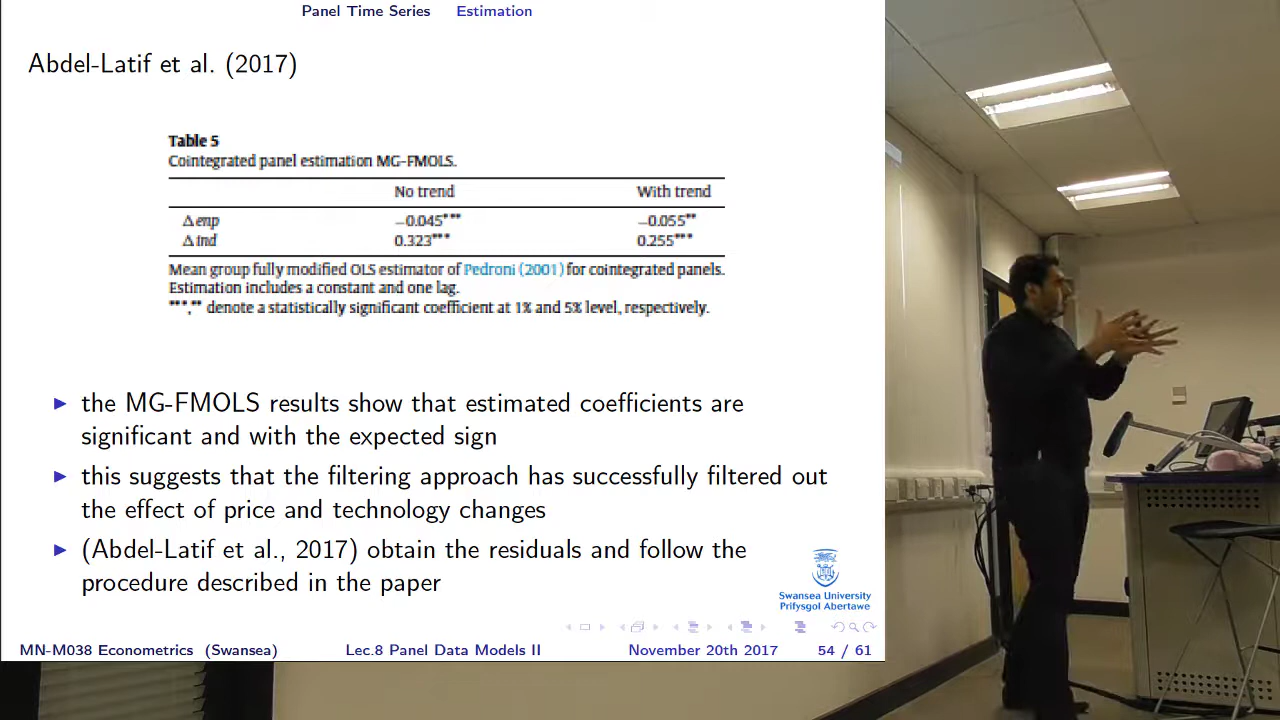 Panel Time Series Estimation
Abdel-Latif et al. (2017)
Table 5
Cointegrated panel estimation MG-FMOLS.
No trend With trend
Δenp −0.045*** −0.055**
Δind 0.323*** 0.255***
Mean group fully modified OLS estimator of Pedroni (2001) for cointegrated panels.
Estimation includes a constant and one lag.
***,** denote a statistically significant coefficient at 1% and 5% level, respectively.
▶ the MG-FMOLS results show that estimated coefficients are
significant and with the expected sign
▶ this suggests that the filtering approach has successfully filtered out
the effect of price and technology changes
▶ (Abdel-Latif et al., 2017) obtain the residuals and follow the
procedure described in the paper
Swansea University
Prifysgol Abertawe
MN-M038 Econometrics (Swansea) Lec.8 Panel Data Models II November 20th 2017 54 / 61